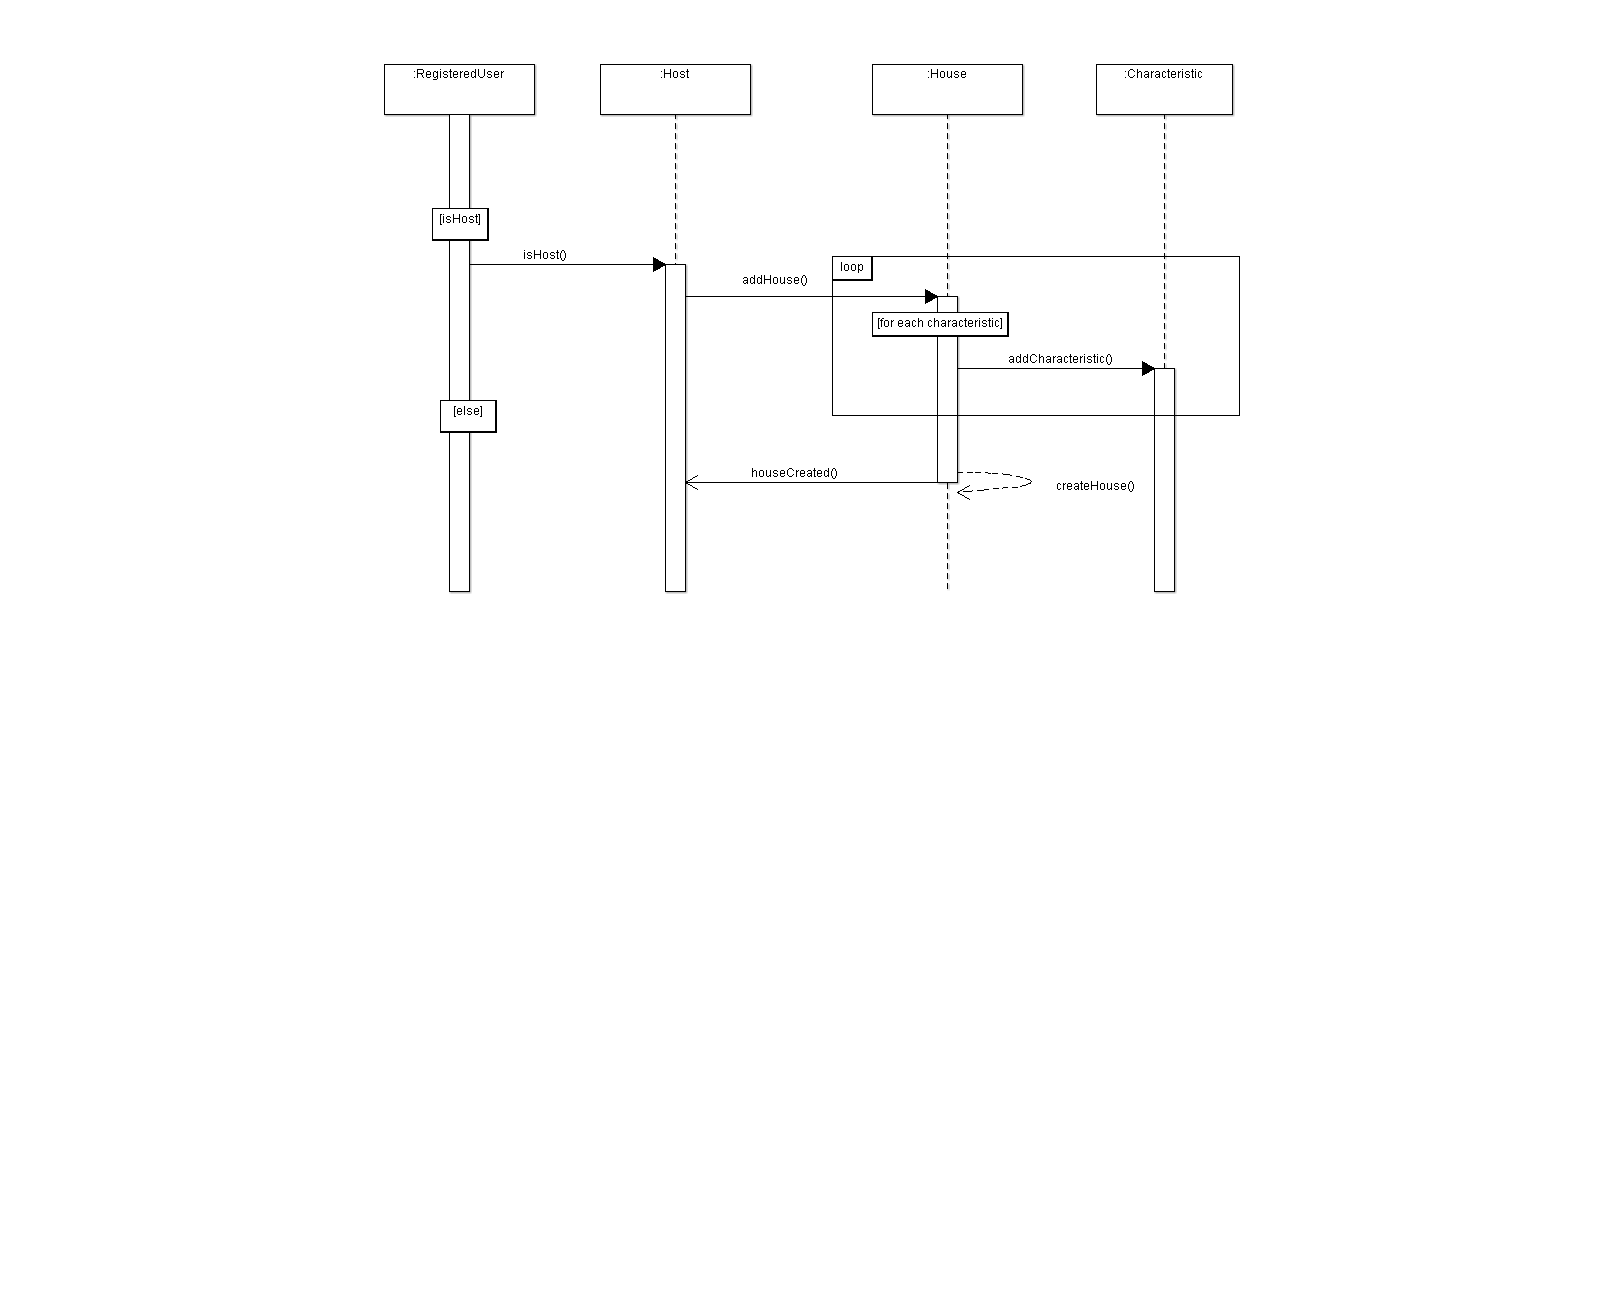 :RegisteredUser
:Host
:House
:Characteristic
[isHost]
isHost()
loop
addHouse()
[for each characteristic]
addCharacteristic()
[else]
houseCreated()
createHouse()